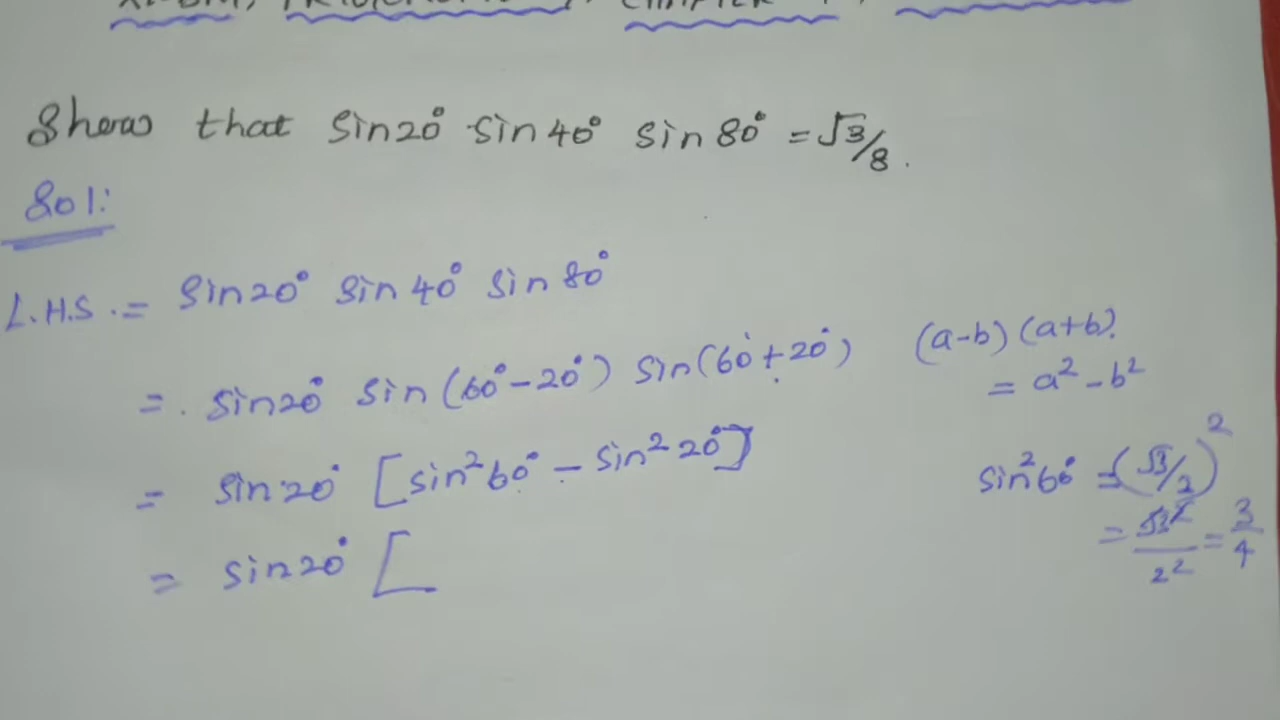 Show that Sin20° Sin40° Sin80° = √3/8.
Sol:
L.H.S. = Sin20° Sin40° Sin80°
= Sin20° Sin(60°-20°) Sin(60°+20°) (a-b)(a+b)
= a² - b²
= Sin20° [Sin²60° - Sin²20°] Sin²60° = (√3/2)²
= √3²/2² = 3/4
= Sin20° [